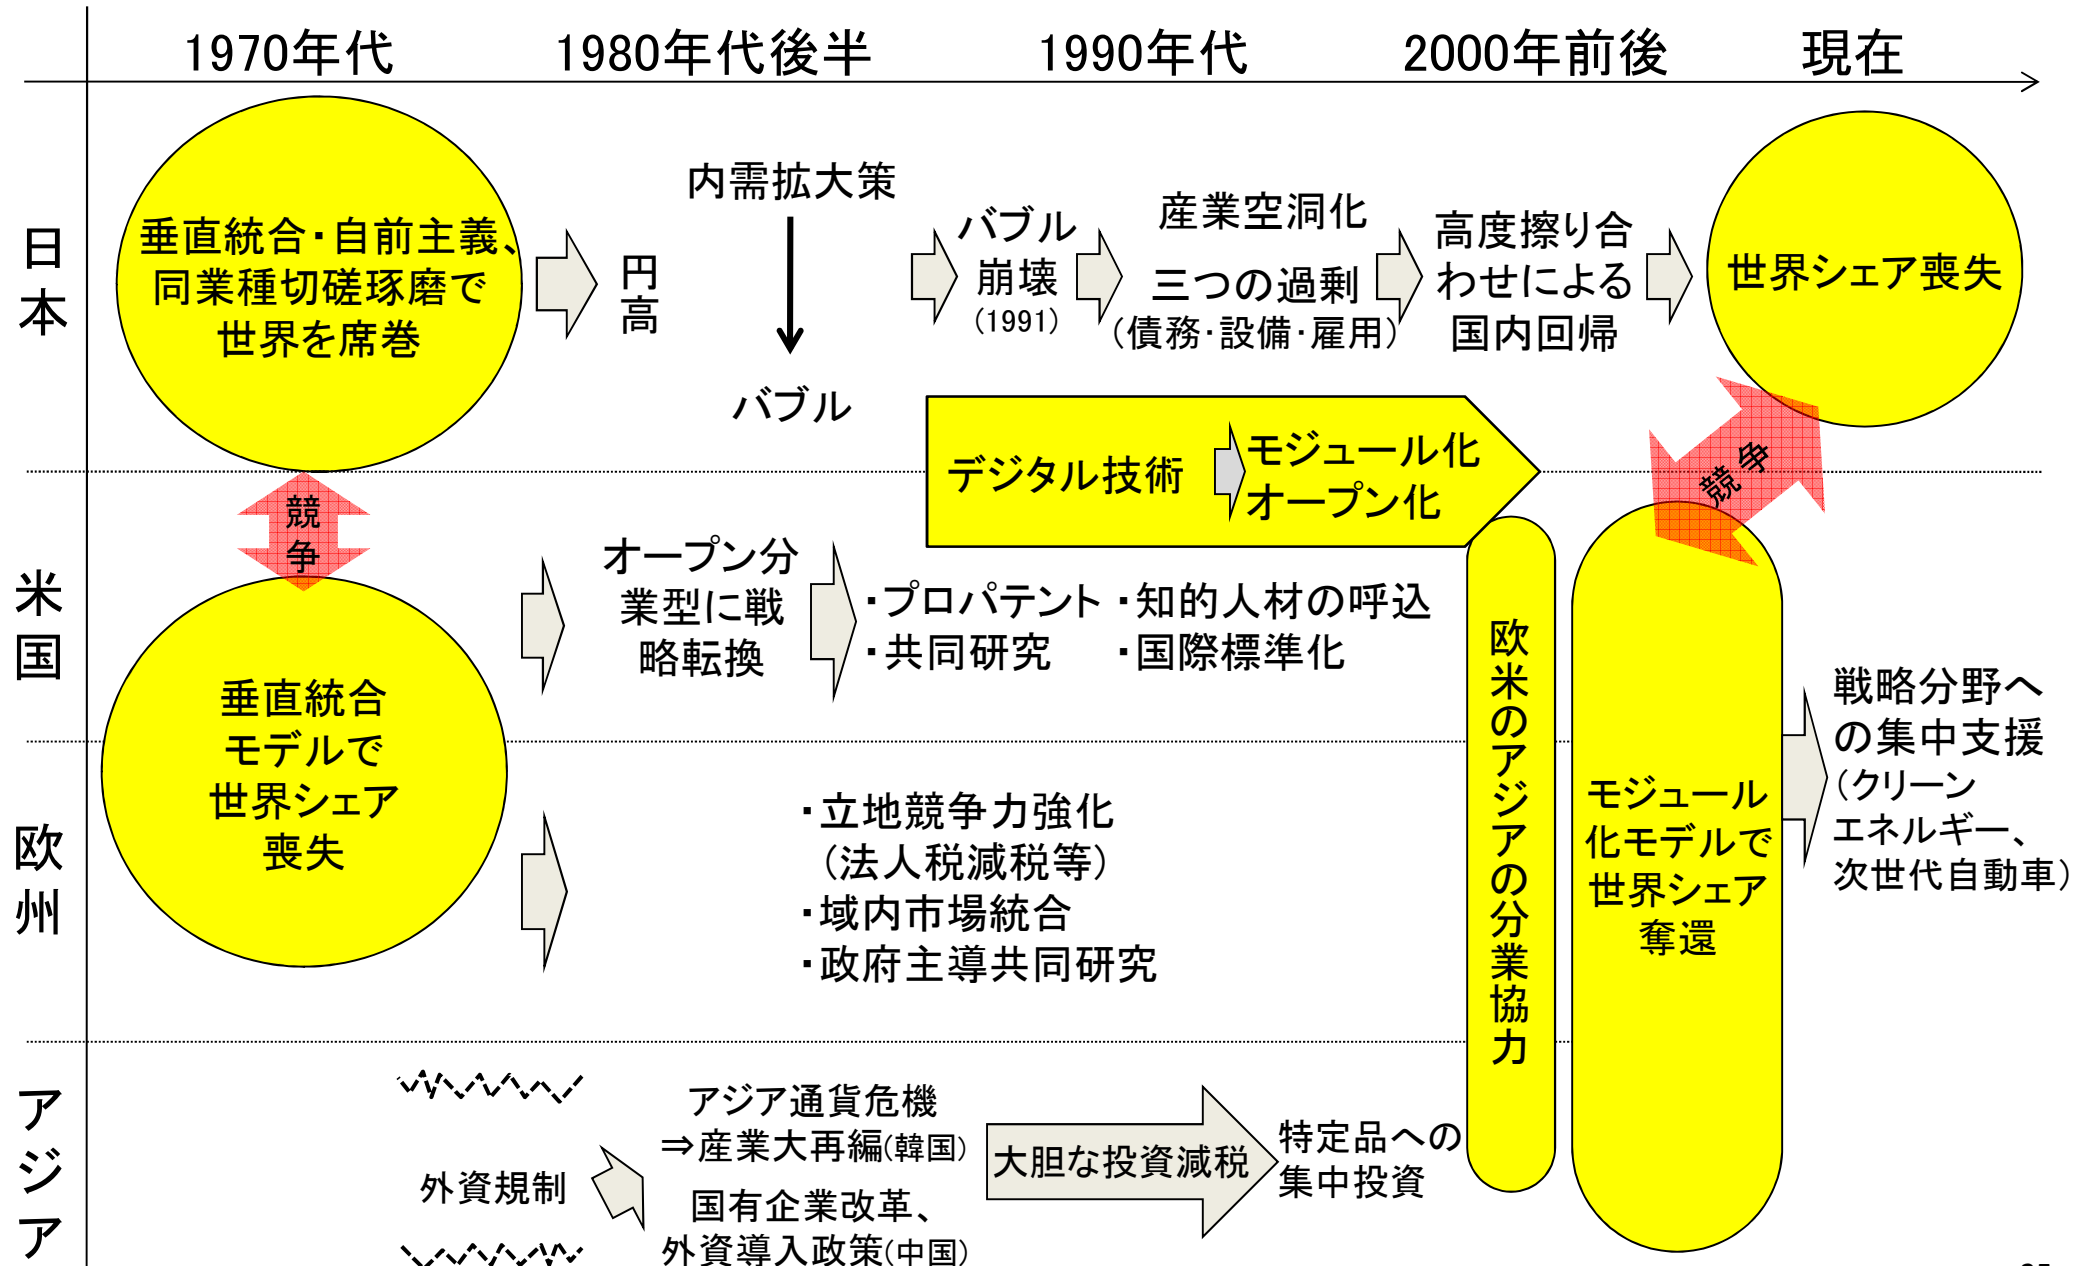 1970年代
1980年代後半
1990年代
2000年前後
現在
日本
垂直統合・自前主義、
同業種切磋琢磨で
世界を席巻
円高
内需拡大策
バブル
バブル
崩壊
(1991)
産業空洞化
三つの過剰
(債務・設備・雇用)
高度擦り合
わせによる
国内回帰
世界シェア喪失
競争
競争
デジタル技術
モジュール化
オープン化
米国
垂直統合
モデルで
世界シェア
喪失
オープン分
業型に戦
略転換
・プロパテント
・共同研究
・知的人材の呼込
・国際標準化
欧米のアジアの分業協力
モジュール
化モデルで
世界シェア
奪還
戦略分野へ
の集中支援
(クリーン
エネルギー、
次世代自動車)
欧州
・立地競争力強化
(法人税減税等)
・域内市場統合
・政府主導共同研究
アジア
外資規制
アジア通貨危機
⇒産業大再編(韓国)
国有企業改革、
外資導入政策(中国)
大胆な投資減税
特定品への
集中投資